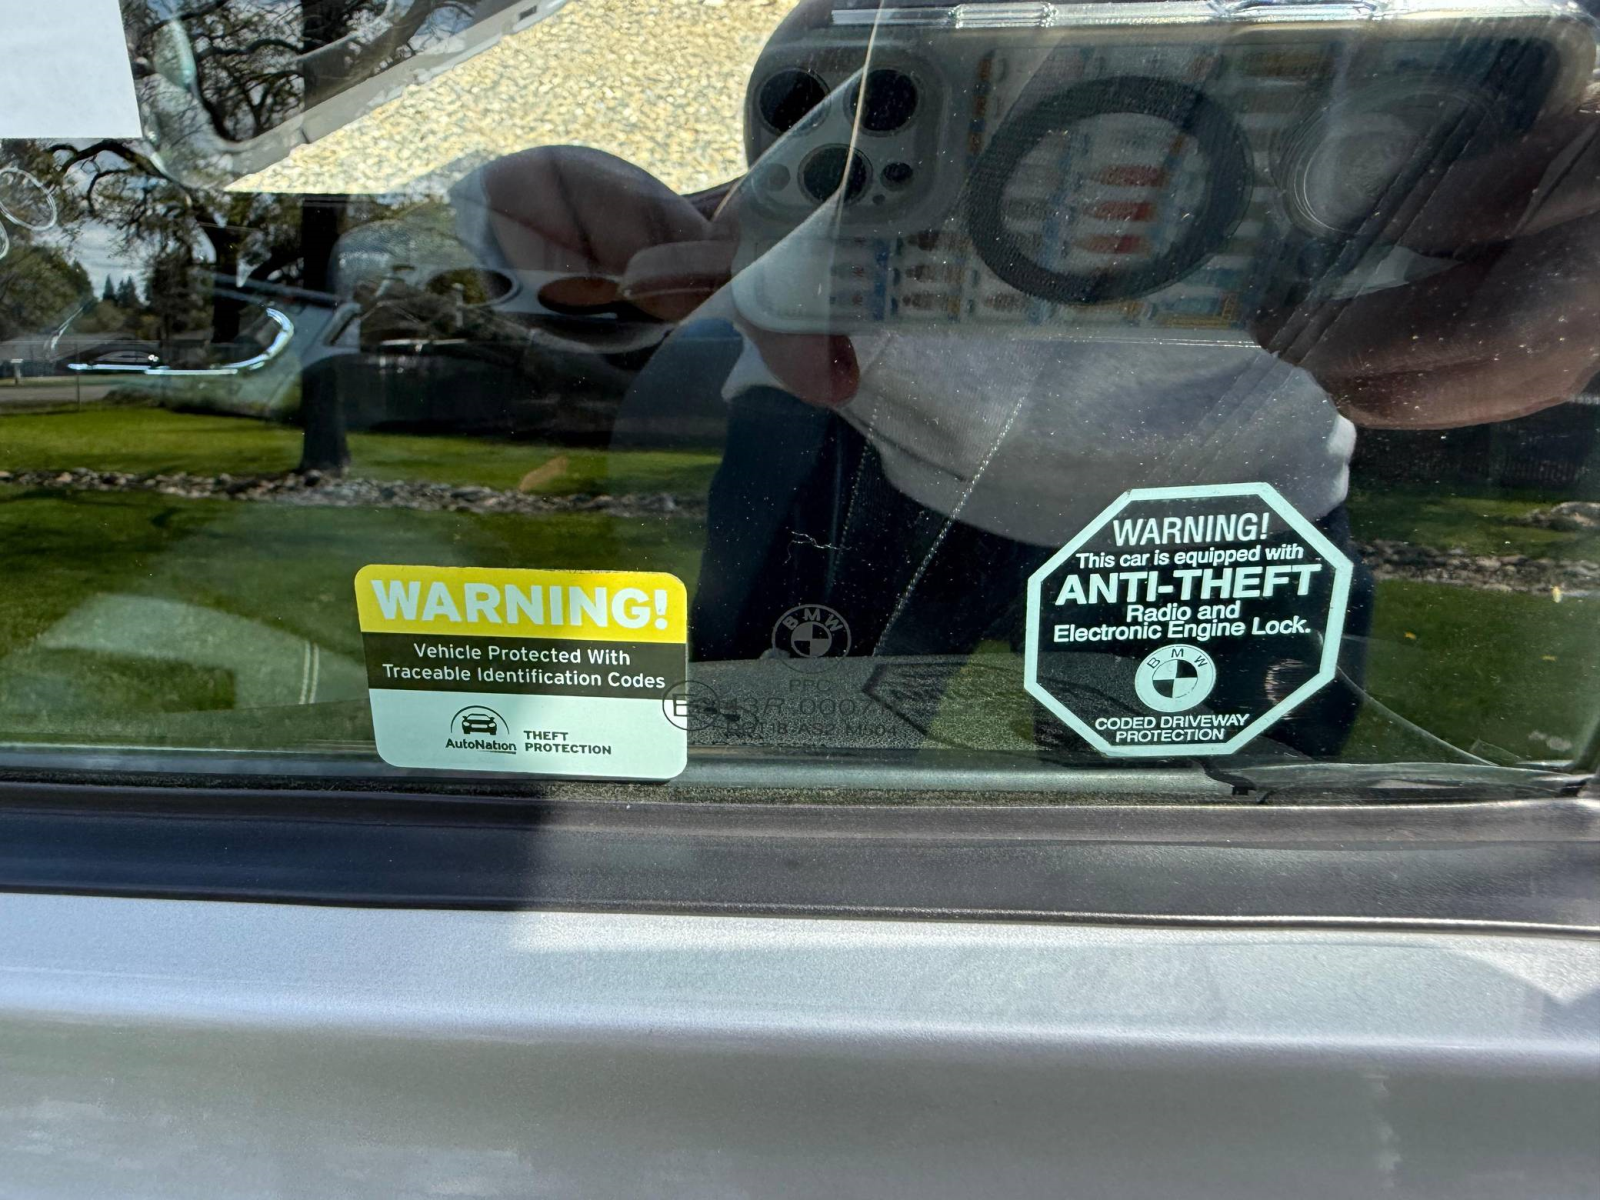 WARNING!
Vehicle Protected With
Traceable Identification Codes
AutoNation
THEFT
PROTECTION
BMW
PPG
WARNING!
This car is equipped with
ANTI-THEFT
Radio and
Electronic Engine Lock.
BMW
CODED DRIVEWAY
PROTECTION